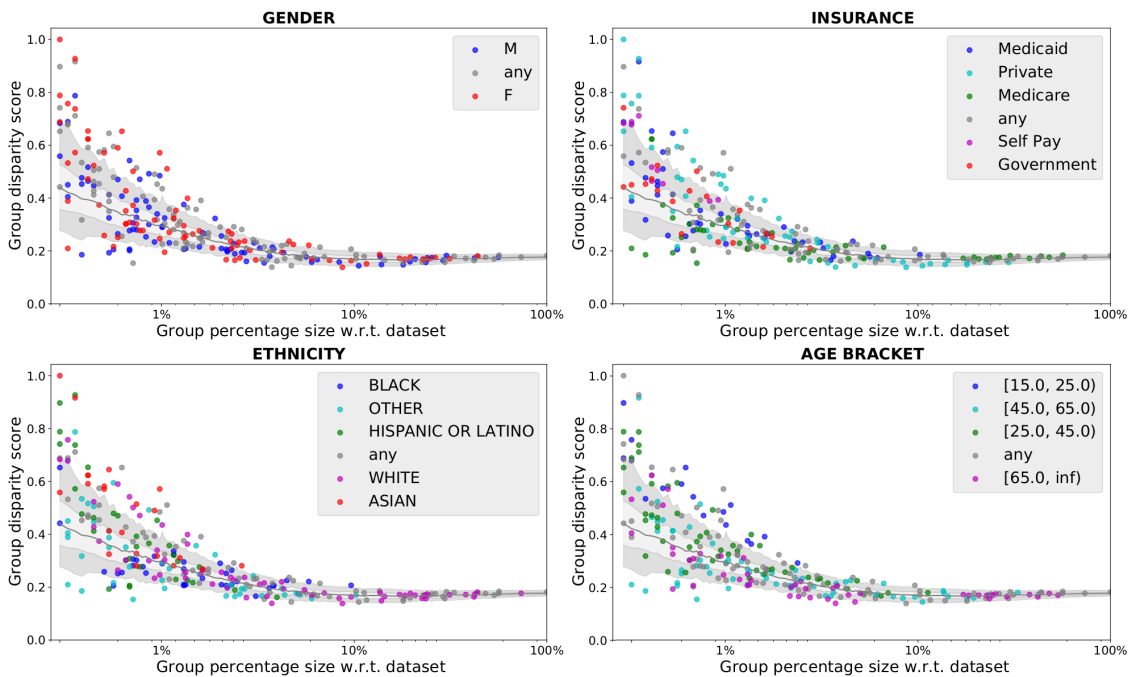 GENDER
1.0
0.8
0.6
0.4
0.2
0.0
Group disparity score
M
any
F
1%
10%
100%
Group percentage size w.r.t. dataset
INSURANCE
1.0
0.8
0.6
0.4
0.2
0.0
Group disparity score
Medicaid
Private
Medicare
any
Self Pay
Government
1%
10%
100%
Group percentage size w.r.t. dataset
ETHNICITY
1.0
0.8
0.6
0.4
0.2
0.0
Group disparity score
BLACK
OTHER
HISPANIC OR LATINO
any
WHITE
ASIAN
1%
10%
100%
Group percentage size w.r.t. dataset
AGE BRACKET
1.0
0.8
0.6
0.4
0.2
0.0
Group disparity score
[15.0, 25.0)
[45.0, 65.0)
[25.0, 45.0)
any
[65.0, inf)
1%
10%
100%
Group percentage size w.r.t. dataset